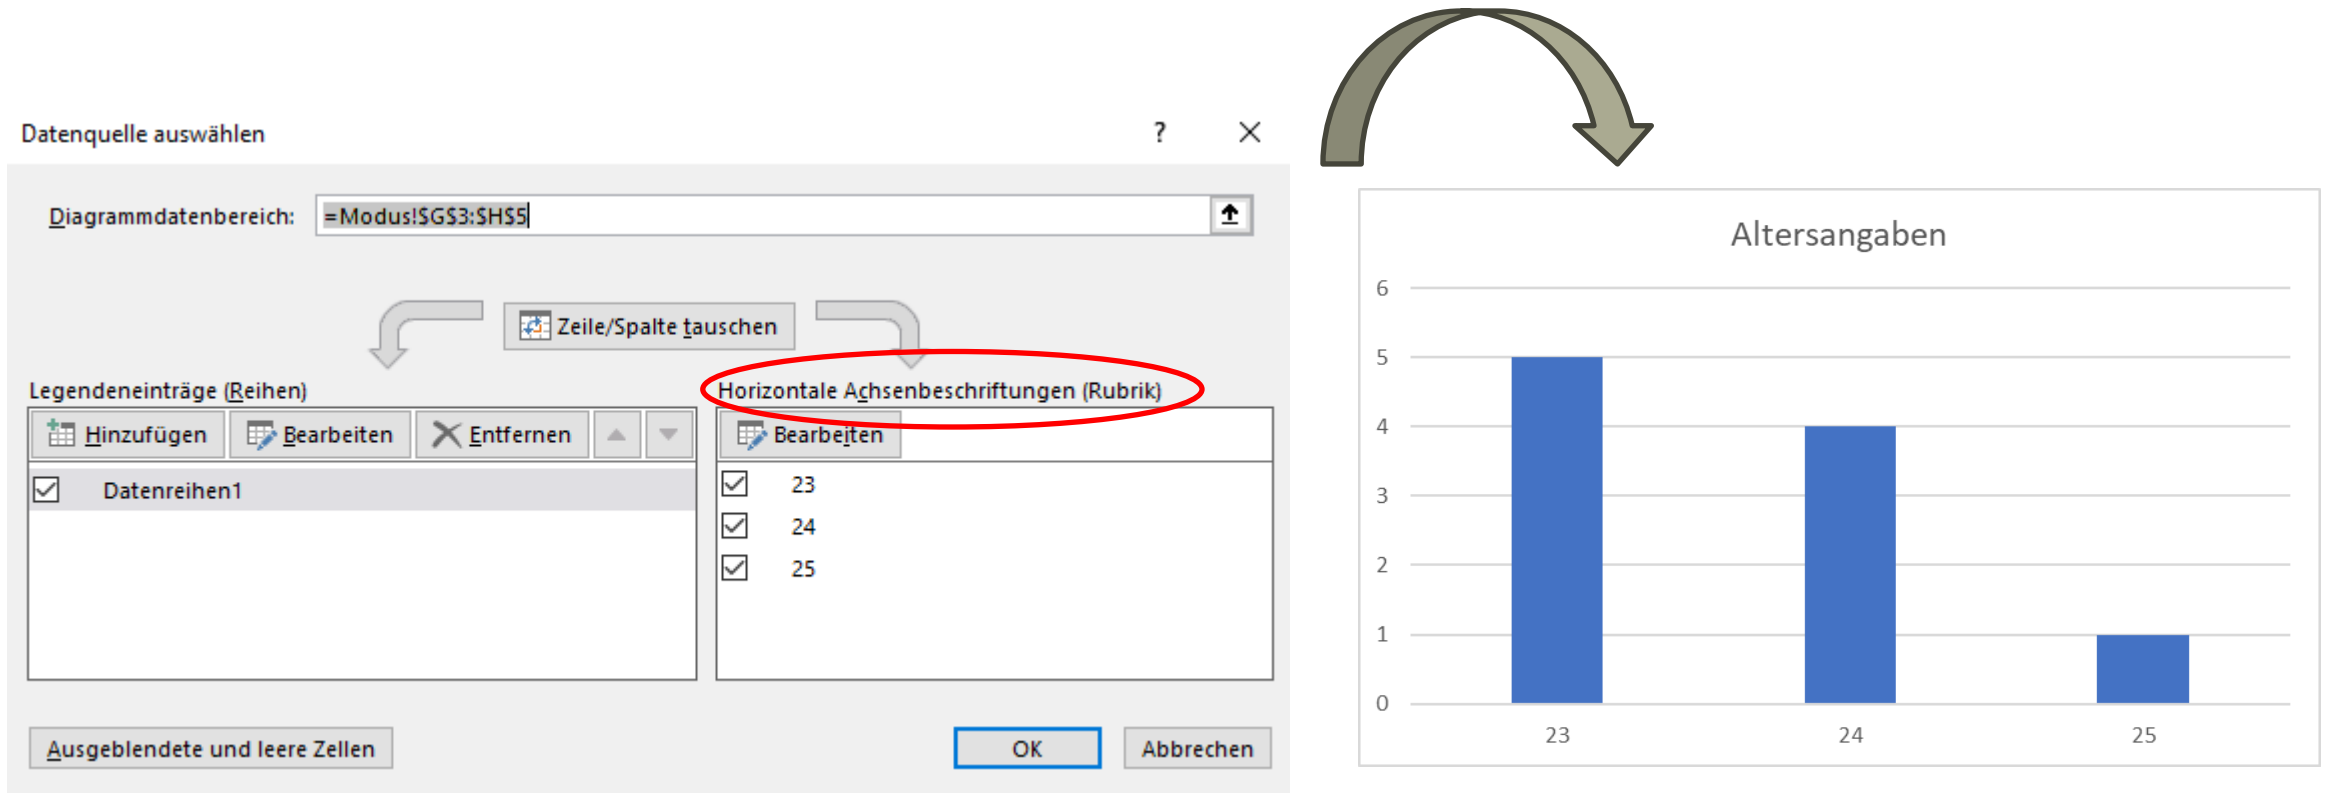 Datenquelle auswählen
?
Diagrammdatenbereich: =Modus!$G$3:$H$5
Zeile/Spalte tauschen
Legendeneinträge (Reihen)
Hinzufügen Bearbeiten Entfernen
Datenreihen1
Horizontale Achsenbeschriftungen (Rubrik)
Bearbeiten
23
24
25
Ausgeblendete und leere Zellen
OK Abbrechen
Altersangaben
6
5
4
3
2
1
0
23 24 25